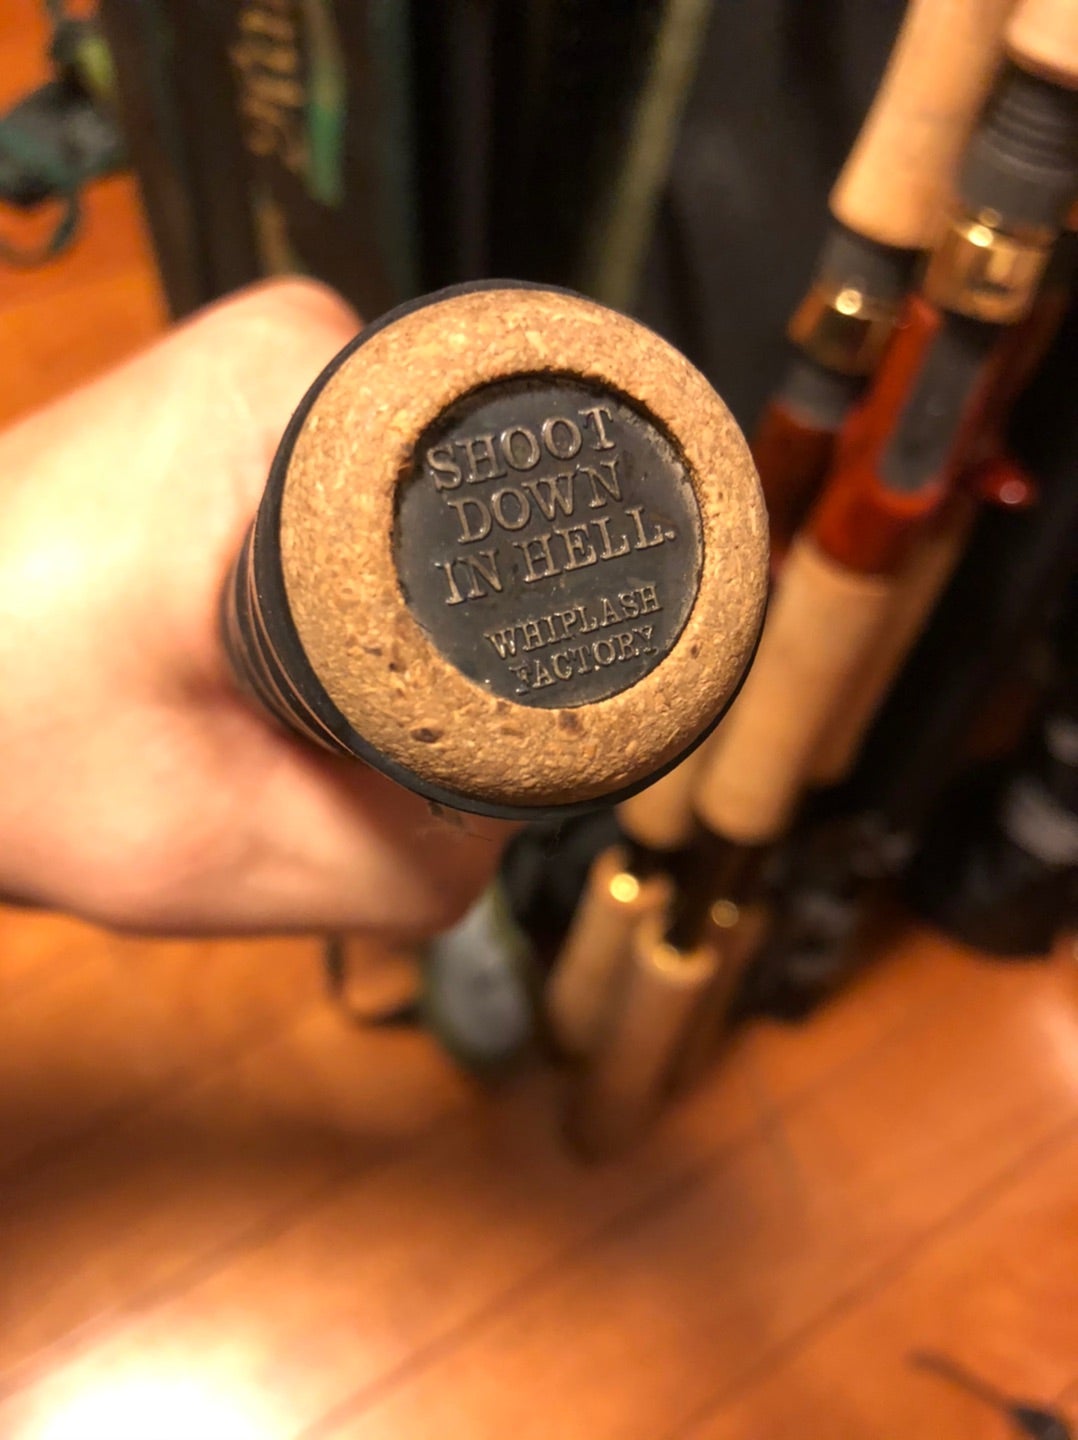 SHOOT
DOWN
IN HELL.
WHIPLASH
FACTORY